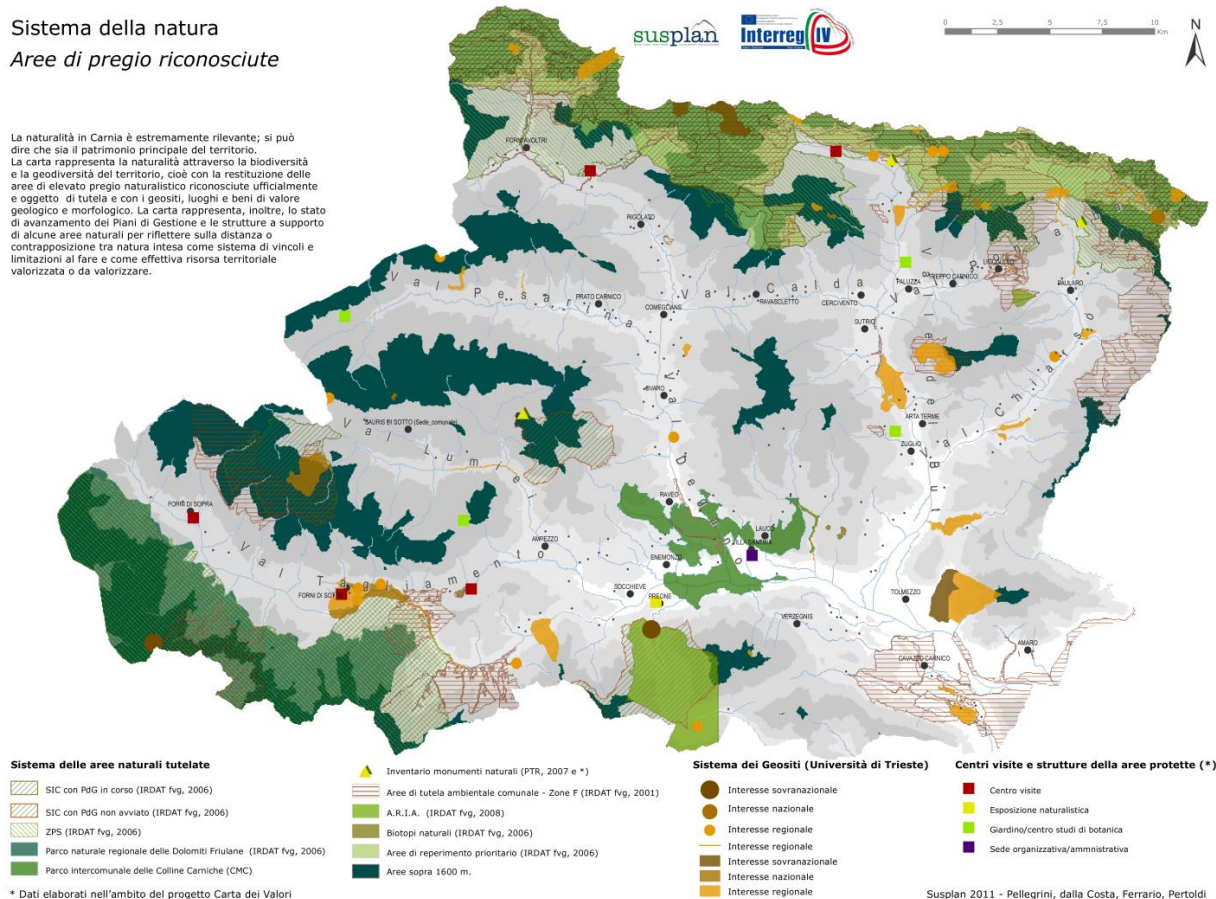 Sistema della natura
Aree di pregio riconosciute
susplan
Interreg IV
0 2,5 5 7,5 10
Km
N
La naturalità in Carnia è estremamente rilevante; si può
dire che sia il patrimonio principale del territorio.
La carta rappresenta la naturalità attraverso la biodiversità
e la geodiversità del territorio, cioè con la restituzione delle
aree di elevato pregio naturalistico riconosciute ufficialmente
e oggetto di tutela e con i geositi, luoghi e beni di valore
geologico e morfologico. La carta rappresenta, inoltre, lo stato
di avanzamento dei Piani di Gestione e le strutture a supporto
di alcune aree naturali per riflettere sulla distanza o
contrapposizione tra natura intesa come sistema di vincoli e
limitazioni al fare e come effettiva risorsa territoriale
valorizzata o da valorizzare.
FORNI AVOLTRI
RIGOLATO
LIGOSULLO
Val Pesarina
PRATO CARNICO
COMEGLIANS
Val Calda
RAVASCLETTO
CERCIVENTO
PALUZZA
TREPPO CARNICO
PAULARO
SUTRIO
OVARO
SAURIS DI SOTTO (Sede_comunale)
Val Lumiei
Val Degano
ARTA TERME
ZUGLIO
Valle del But
Val Chiarsò
FORNI DI SOPRA
Val Tagliamento
RAVEO
LAUCO
VILLA SANTINA
AMPEZZO
ENEMONZO
FORNI DI SOTTO
SOCCHIEVE
PREONE
VERZEGNIS
TOLMEZZO
AMARO
CAVAZZO CARNICO
Sistema delle aree naturali tutelate
SIC con PdG in corso (IRDAT fvg, 2006)
SIC con PdG non avviato (IRDAT fvg, 2006)
ZPS (IRDAT fvg, 2006)
Parco naturale regionale delle Dolomiti Friulane (IRDAT fvg, 2006)
Parco intercomunale delle Colline Carniche (CMC)
Inventario monumenti naturali (PTR, 2007 e *)
Aree di tutela ambientale comunale - Zone F (IRDAT fvg, 2001)
A.R.I.A. (IRDAT fvg, 2008)
Biotopi naturali (IRDAT fvg, 2006)
Aree di reperimento prioritario (IRDAT fvg, 2006)
Aree sopra 1600 m.
Sistema dei Geositi (Università di Trieste)
Interesse sovranazionale
Interesse nazionale
Interesse regionale
Interesse regionale
Interesse sovranazionale
Interesse nazionale
Interesse regionale
Centri visite e strutture della aree protette (*)
Centro visite
Esposizione naturalistica
Giardino/centro studi di botanica
Sede organizzativa/ammnistrativa
* Dati elaborati nell'ambito del progetto Carta dei Valori
Susplan 2011 - Pellegrini, dalla Costa, Ferrario, Pertoldi